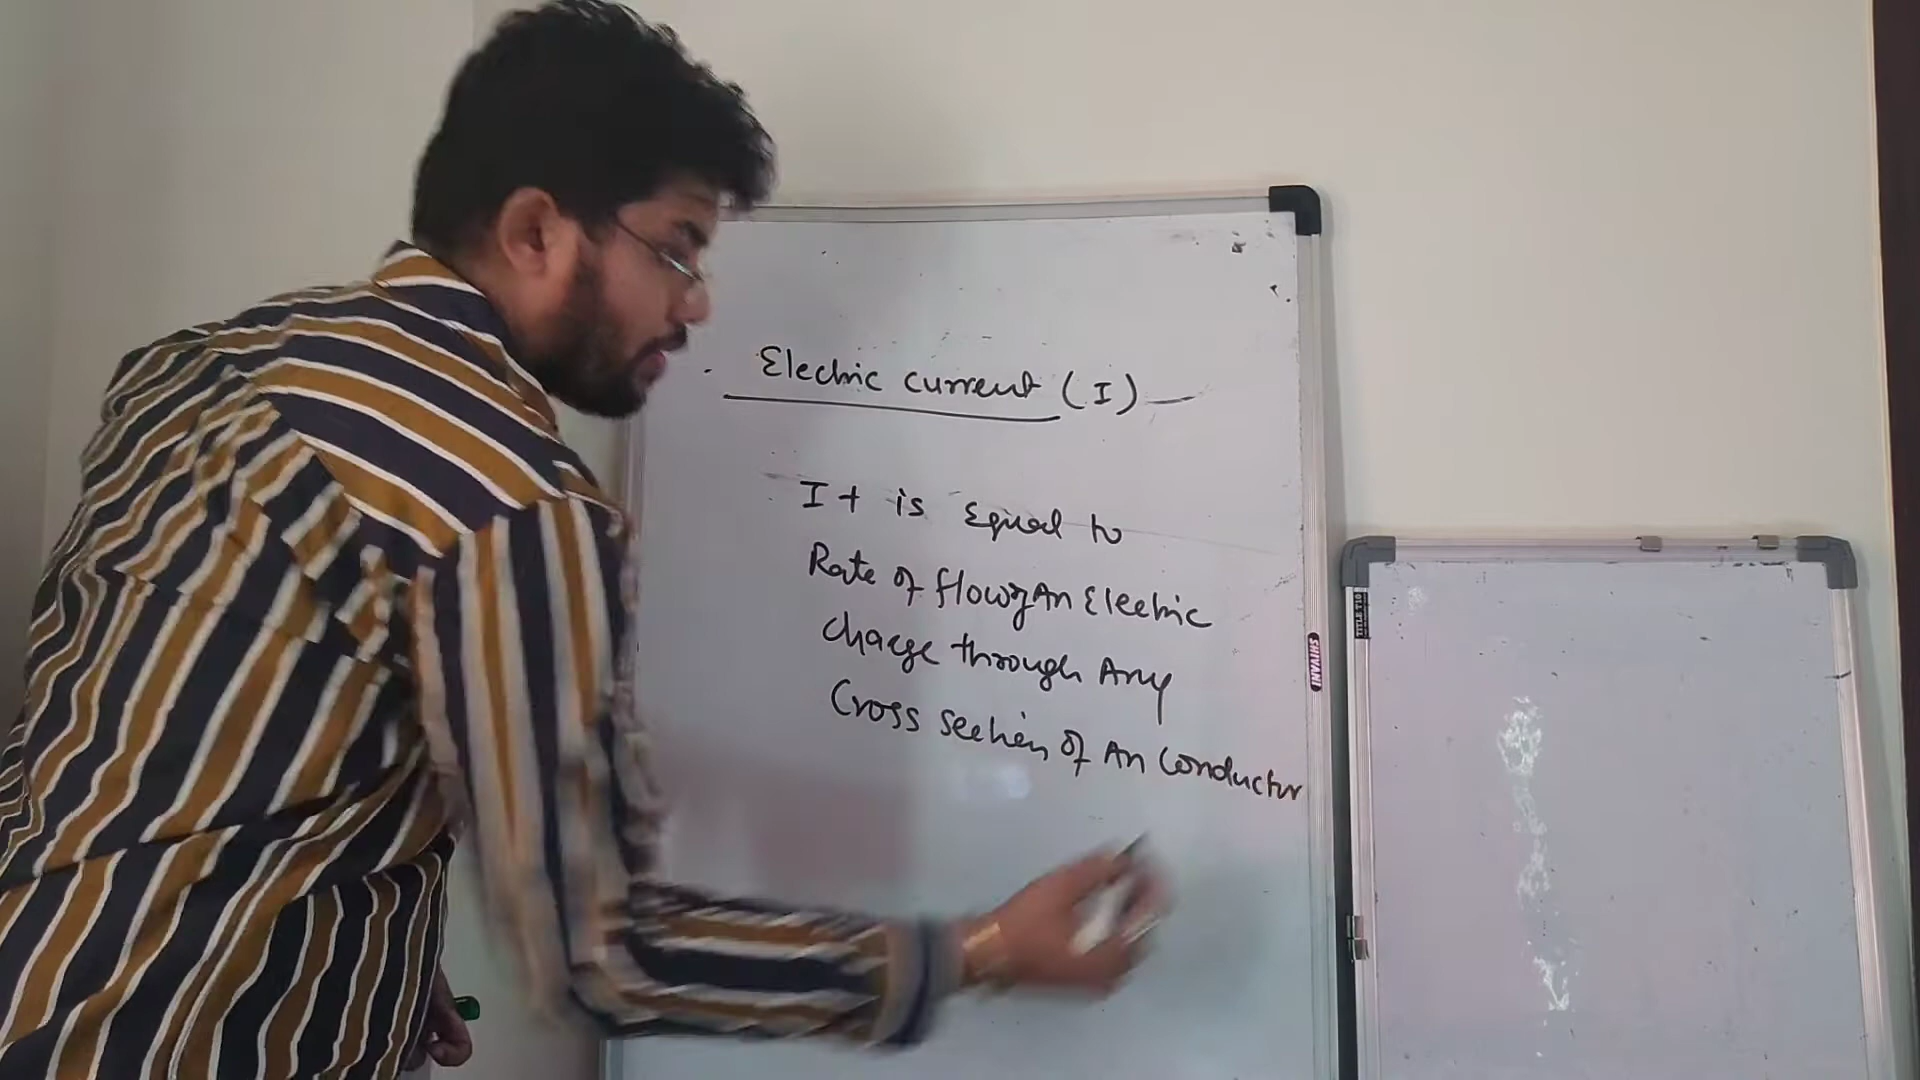 Electric current (I)
It is Equal to
Rate of flow of An Electric
charge through Any
Cross section of An Conductor
SHIVANI